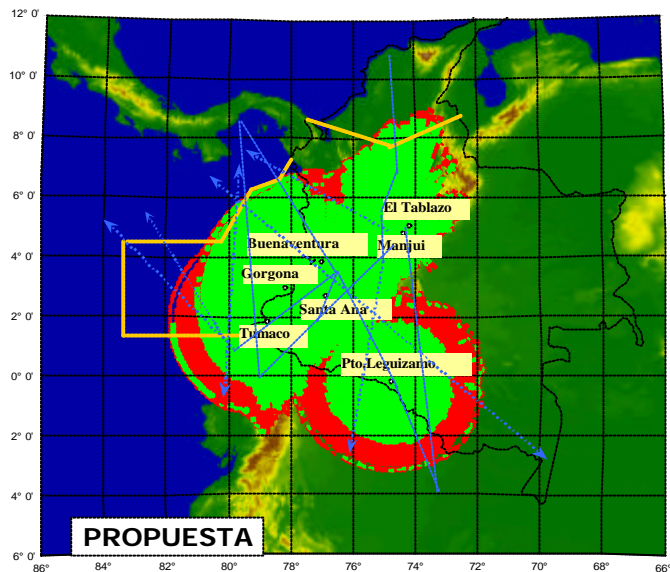 12° 0'
10° 0'
8° 0'
6° 0'
El Tablazo
Buenaventura
Manjui
4° 0'
Gorgona
2° 0'
Santa Ana
Tumaco
Pto.Leguizamo
0° 0'
2° 0'
4° 0'
PROPUESTA
6° 0'
86° 84° 82° 80° 78° 76° 74° 72° 70° 68° 66°